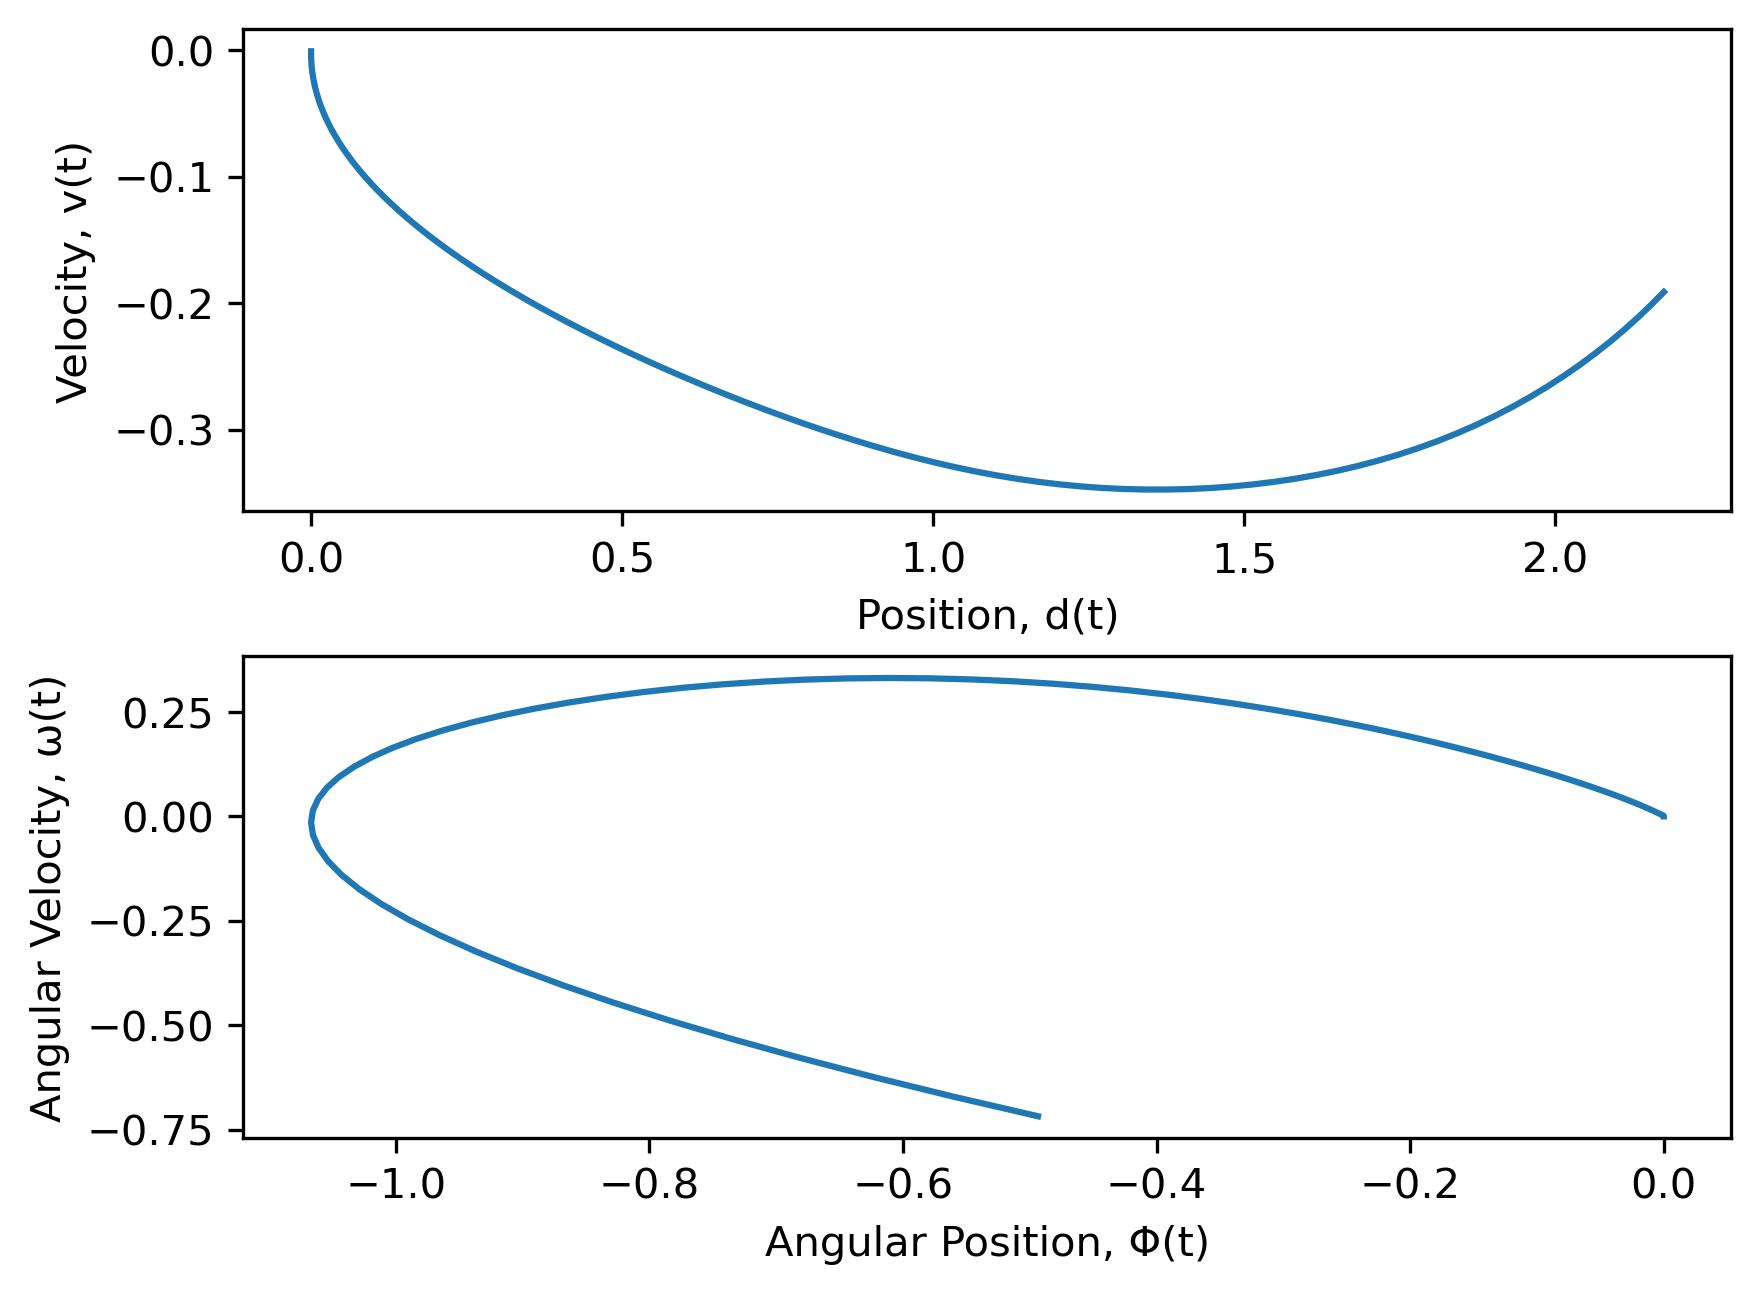 0.0
−0.1
−0.2
−0.3
Velocity, v(t)
0.0 0.5 1.0 1.5 2.0
Position, d(t)
0.25
0.00
−0.25
−0.50
−0.75
Angular Velocity, ω(t)
−1.0 −0.8 −0.6 −0.4 −0.2 0.0
Angular Position, Φ(t)